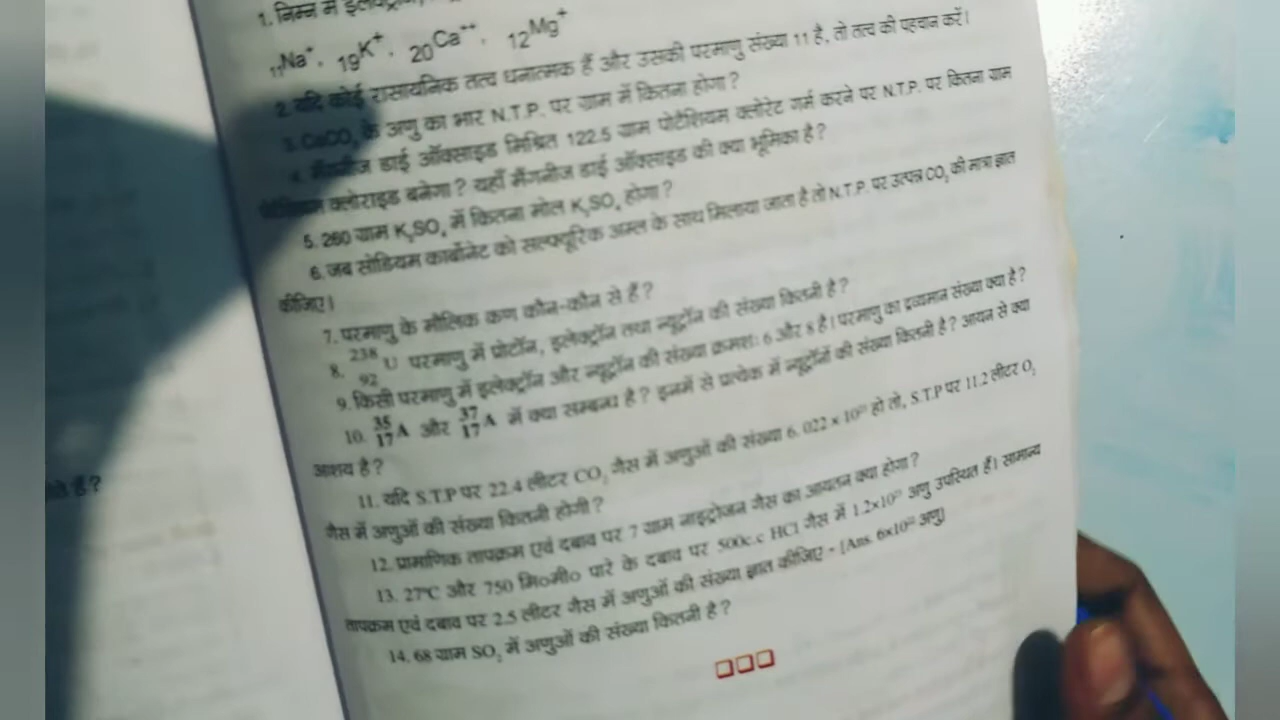 1. निम्न में
₁₁Na⁺, ₁₉K⁺, ₂₀Ca⁺⁺, ₁₂Mg⁺
2. यदि कोई रासायनिक तत्व धनात्मक हैं और उसकी परमाणु संख्या 11 है, तो तत्व की पहचान करें।
3. CaCO₃ के अणु का भार N.T.P. पर ग्राम में कितना होगा?
4. मैंगनीज डाई ऑक्साइड मिश्रित 122.5 ग्राम पोटैशियम क्लोरेट गर्म करने पर N.T.P. पर कितना ग्राम
क्लोराइड बनेगा? यहाँ मैंगनीज डाई ऑक्साइड की क्या भूमिका है?
5. 260 ग्राम K₂SO₄ में कितना मोल K₂SO₄ होगा?
6. जब सोडियम कार्बोनेट को सल्फ्यूरिक अम्ल के साथ मिलाया जाता है तो N.T.P. पर उत्पन्न CO₂ की मात्रा ज्ञात
कीजिए।
7. परमाणु के मौलिक कण कौन-कौन से हैं?
8. ²³⁸₉₂U परमाणु में प्रोटॉन, इलेक्ट्रॉन तथा न्यूट्रॉन की संख्या कितनी है?
9. किसी परमाणु में इलेक्ट्रॉन और न्यूट्रॉन की संख्या क्रमशः 6 और 8 है। परमाणु का द्रव्यमान संख्या क्या है?
10. ³⁵₁₇A और ³⁷₁₇A में क्या सम्बन्ध है? इनमें से प्रत्येक में न्यूट्रॉनों की संख्या कितनी है? आयन से क्या
आशय है?
11. यदि S.T.P पर 22.4 लीटर CO₂ गैस में अणुओं की संख्या 6.022 × 10²³ हो तो, S.T.P पर 11.2 लीटर O₂
गैस में अणुओं की संख्या कितनी होगी?
12. प्रामाणिक तापक्रम एवं दबाव पर 7 ग्राम नाइट्रोजन गैस का आयतन क्या होगा?
13. 27°C और 750 मि०मी० पारे के दबाव पर 500c.c HCl गैस में 1.2×10²³ अणु उपस्थित हैं। सामान्य
तापक्रम एवं दबाव पर 2.5 लीटर गैस में अणुओं की संख्या ज्ञात कीजिए - [Ans. 6×10²³ अणु]
14. 68 ग्राम SO₂ में अणुओं की संख्या कितनी है?